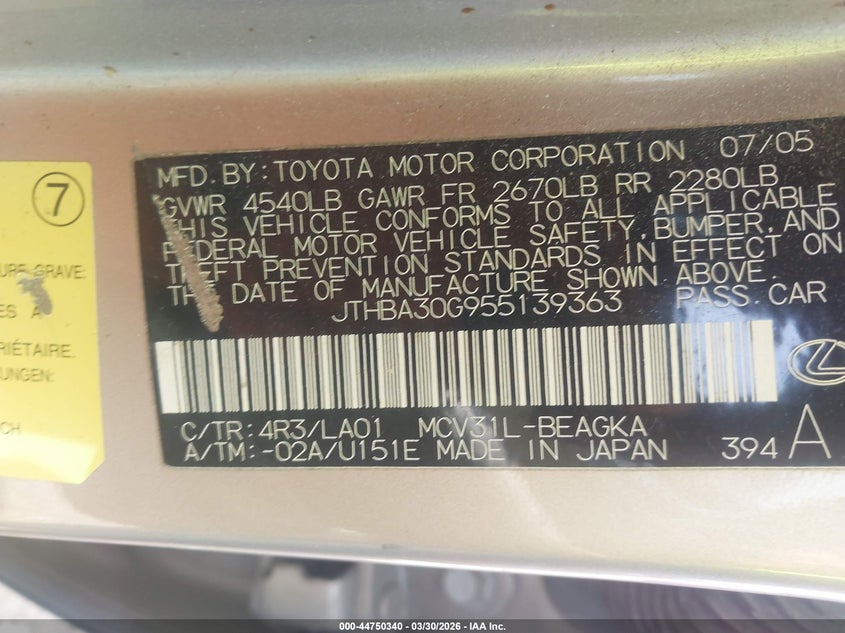 MFD. BY: TOYOTA MOTOR CORPORATION 07/05
GVWR 4540LB GAWR FR 2670LB RR 2280LB
THIS VEHICLE CONFORMS TO ALL APPLICABLE
FEDERAL MOTOR VEHICLE SAFETY, BUMPER, AND
THEFT PREVENTION STANDARDS IN EFFECT ON
THE DATE OF MANUFACTURE SHOWN ABOVE.
JTHBA30G955139363 PASS. CAR
C/TR: 4R3/LA01 MCV31L-BEAGKA
A/TM: -02A/U151E MADE IN JAPAN 394 A
7
GRAVE:
ES A
RIÉTAIRE.
UNGEN:
CH
000-44750340 - 03/30/2026 - IAA Inc.